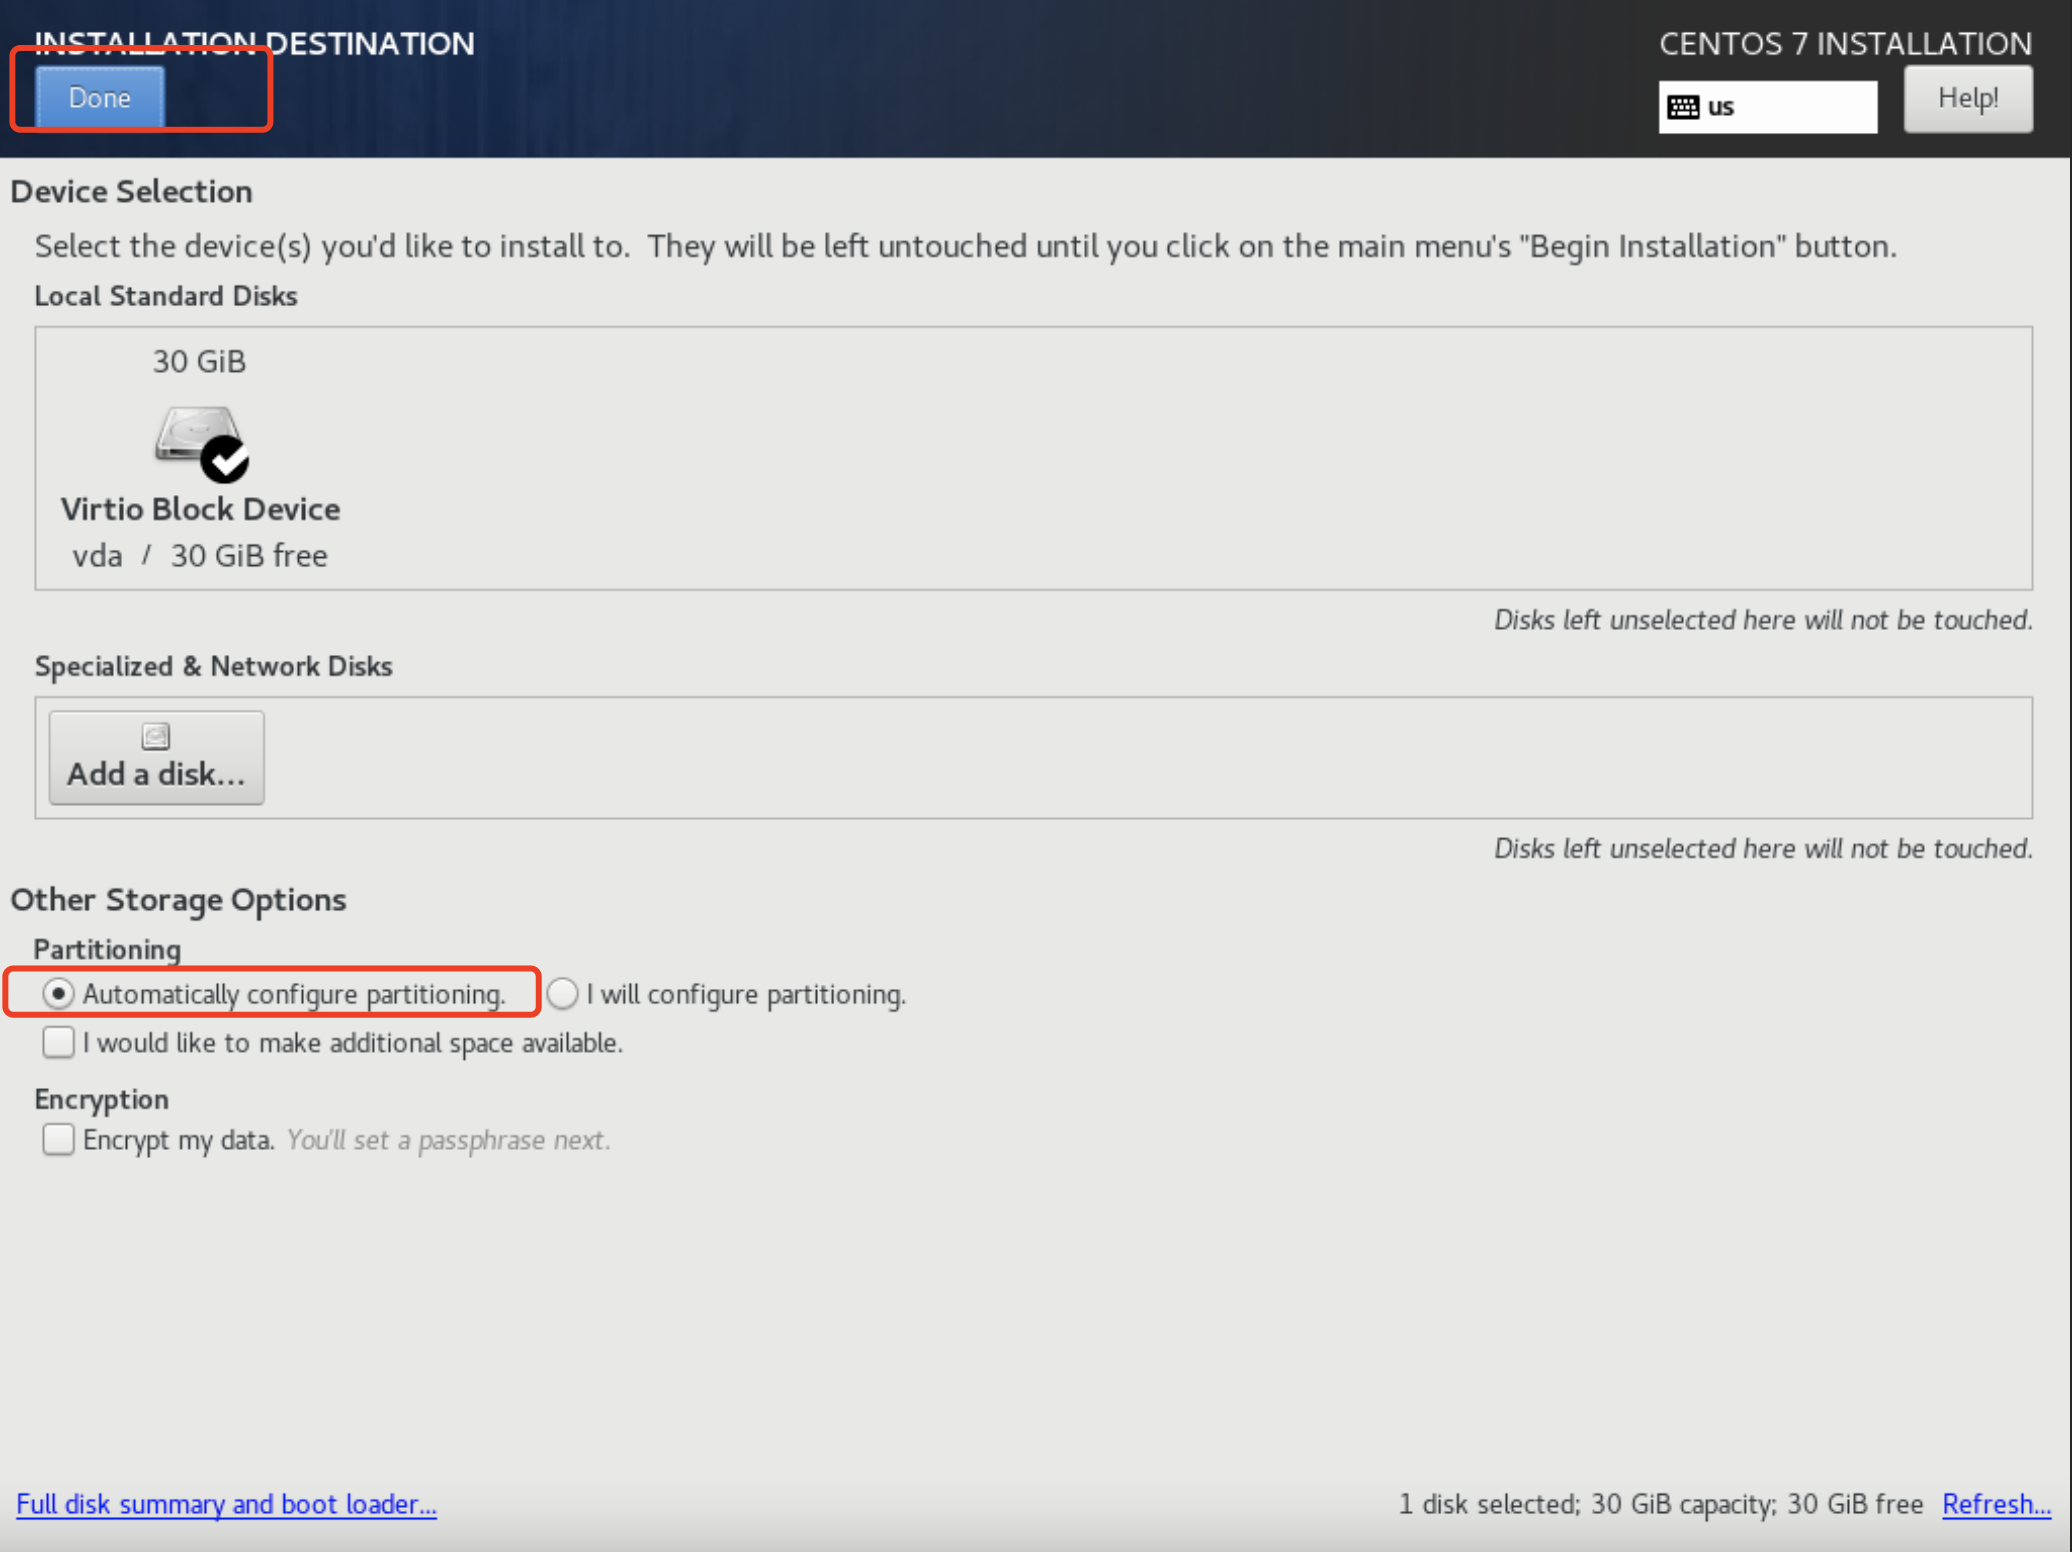 INSTALLATION DESTINATION
CENTOS 7 INSTALLATION
Done
us
Help!
Device Selection
Select the device(s) you'd like to install to.  They will be left untouched until you click on the main menu's "Begin Installation" button.
Local Standard Disks
30 GiB
Virtio Block Device
vda / 30 GiB free
Disks left unselected here will not be touched.
Specialized & Network Disks
Add a disk...
Disks left unselected here will not be touched.
Other Storage Options
Partitioning
Automatically configure partitioning. I will configure partitioning.
I would like to make additional space available.
Encryption
Encrypt my data. You'll set a passphrase next.
Full disk summary and boot loader...
1 disk selected; 30 GiB capacity; 30 GiB free Refresh...